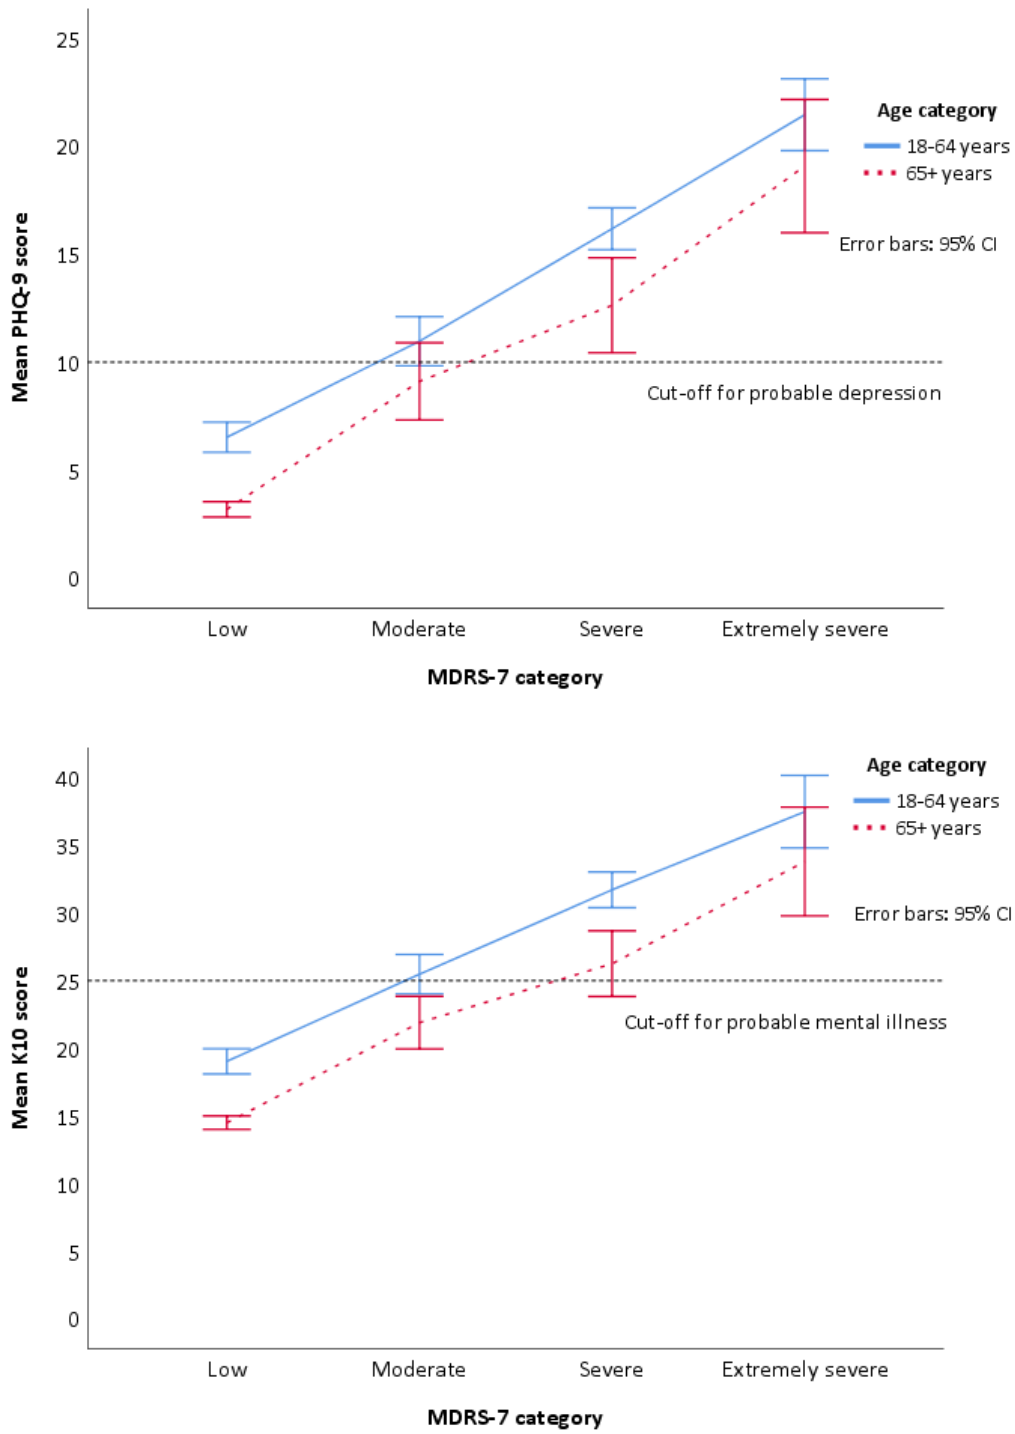 25
20
15
10
5
0
Mean PHQ-9 score
Age category
18-64 years
65+ years
Error bars: 95% CI
Cut-off for probable depression
Low Moderate Severe Extremely severe
MDRS-7 category
40
35
30
25
20
15
10
5
0
Mean K10 score
Age category
18-64 years
65+ years
Error bars: 95% CI
Cut-off for probable mental illness
Low Moderate Severe Extremely severe
MDRS-7 category